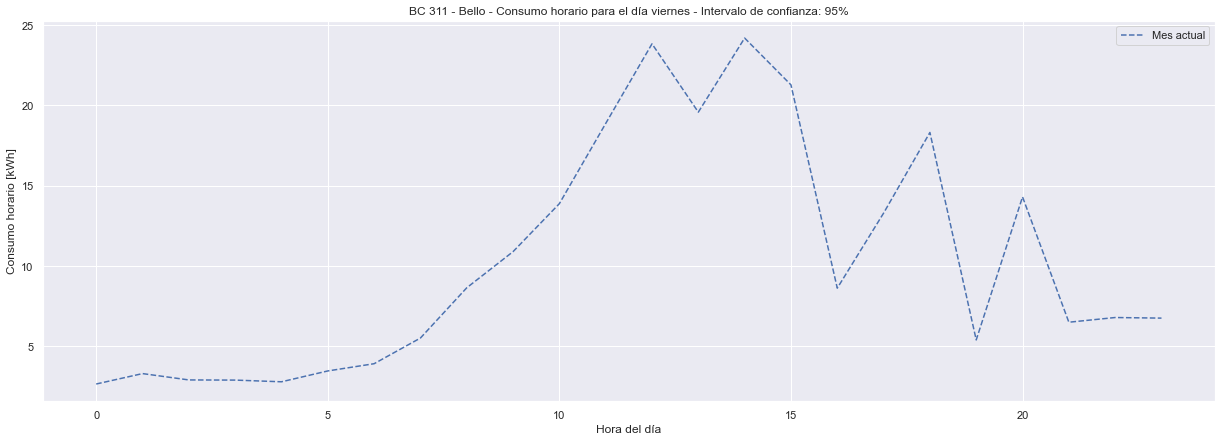 BC 311 - Bello - Consumo horario para el día viernes - Intervalo de confianza: 95%
Mes actual
Consumo horario [kWh]
25
20
15
10
5
0
5
10
15
20
Hora del día